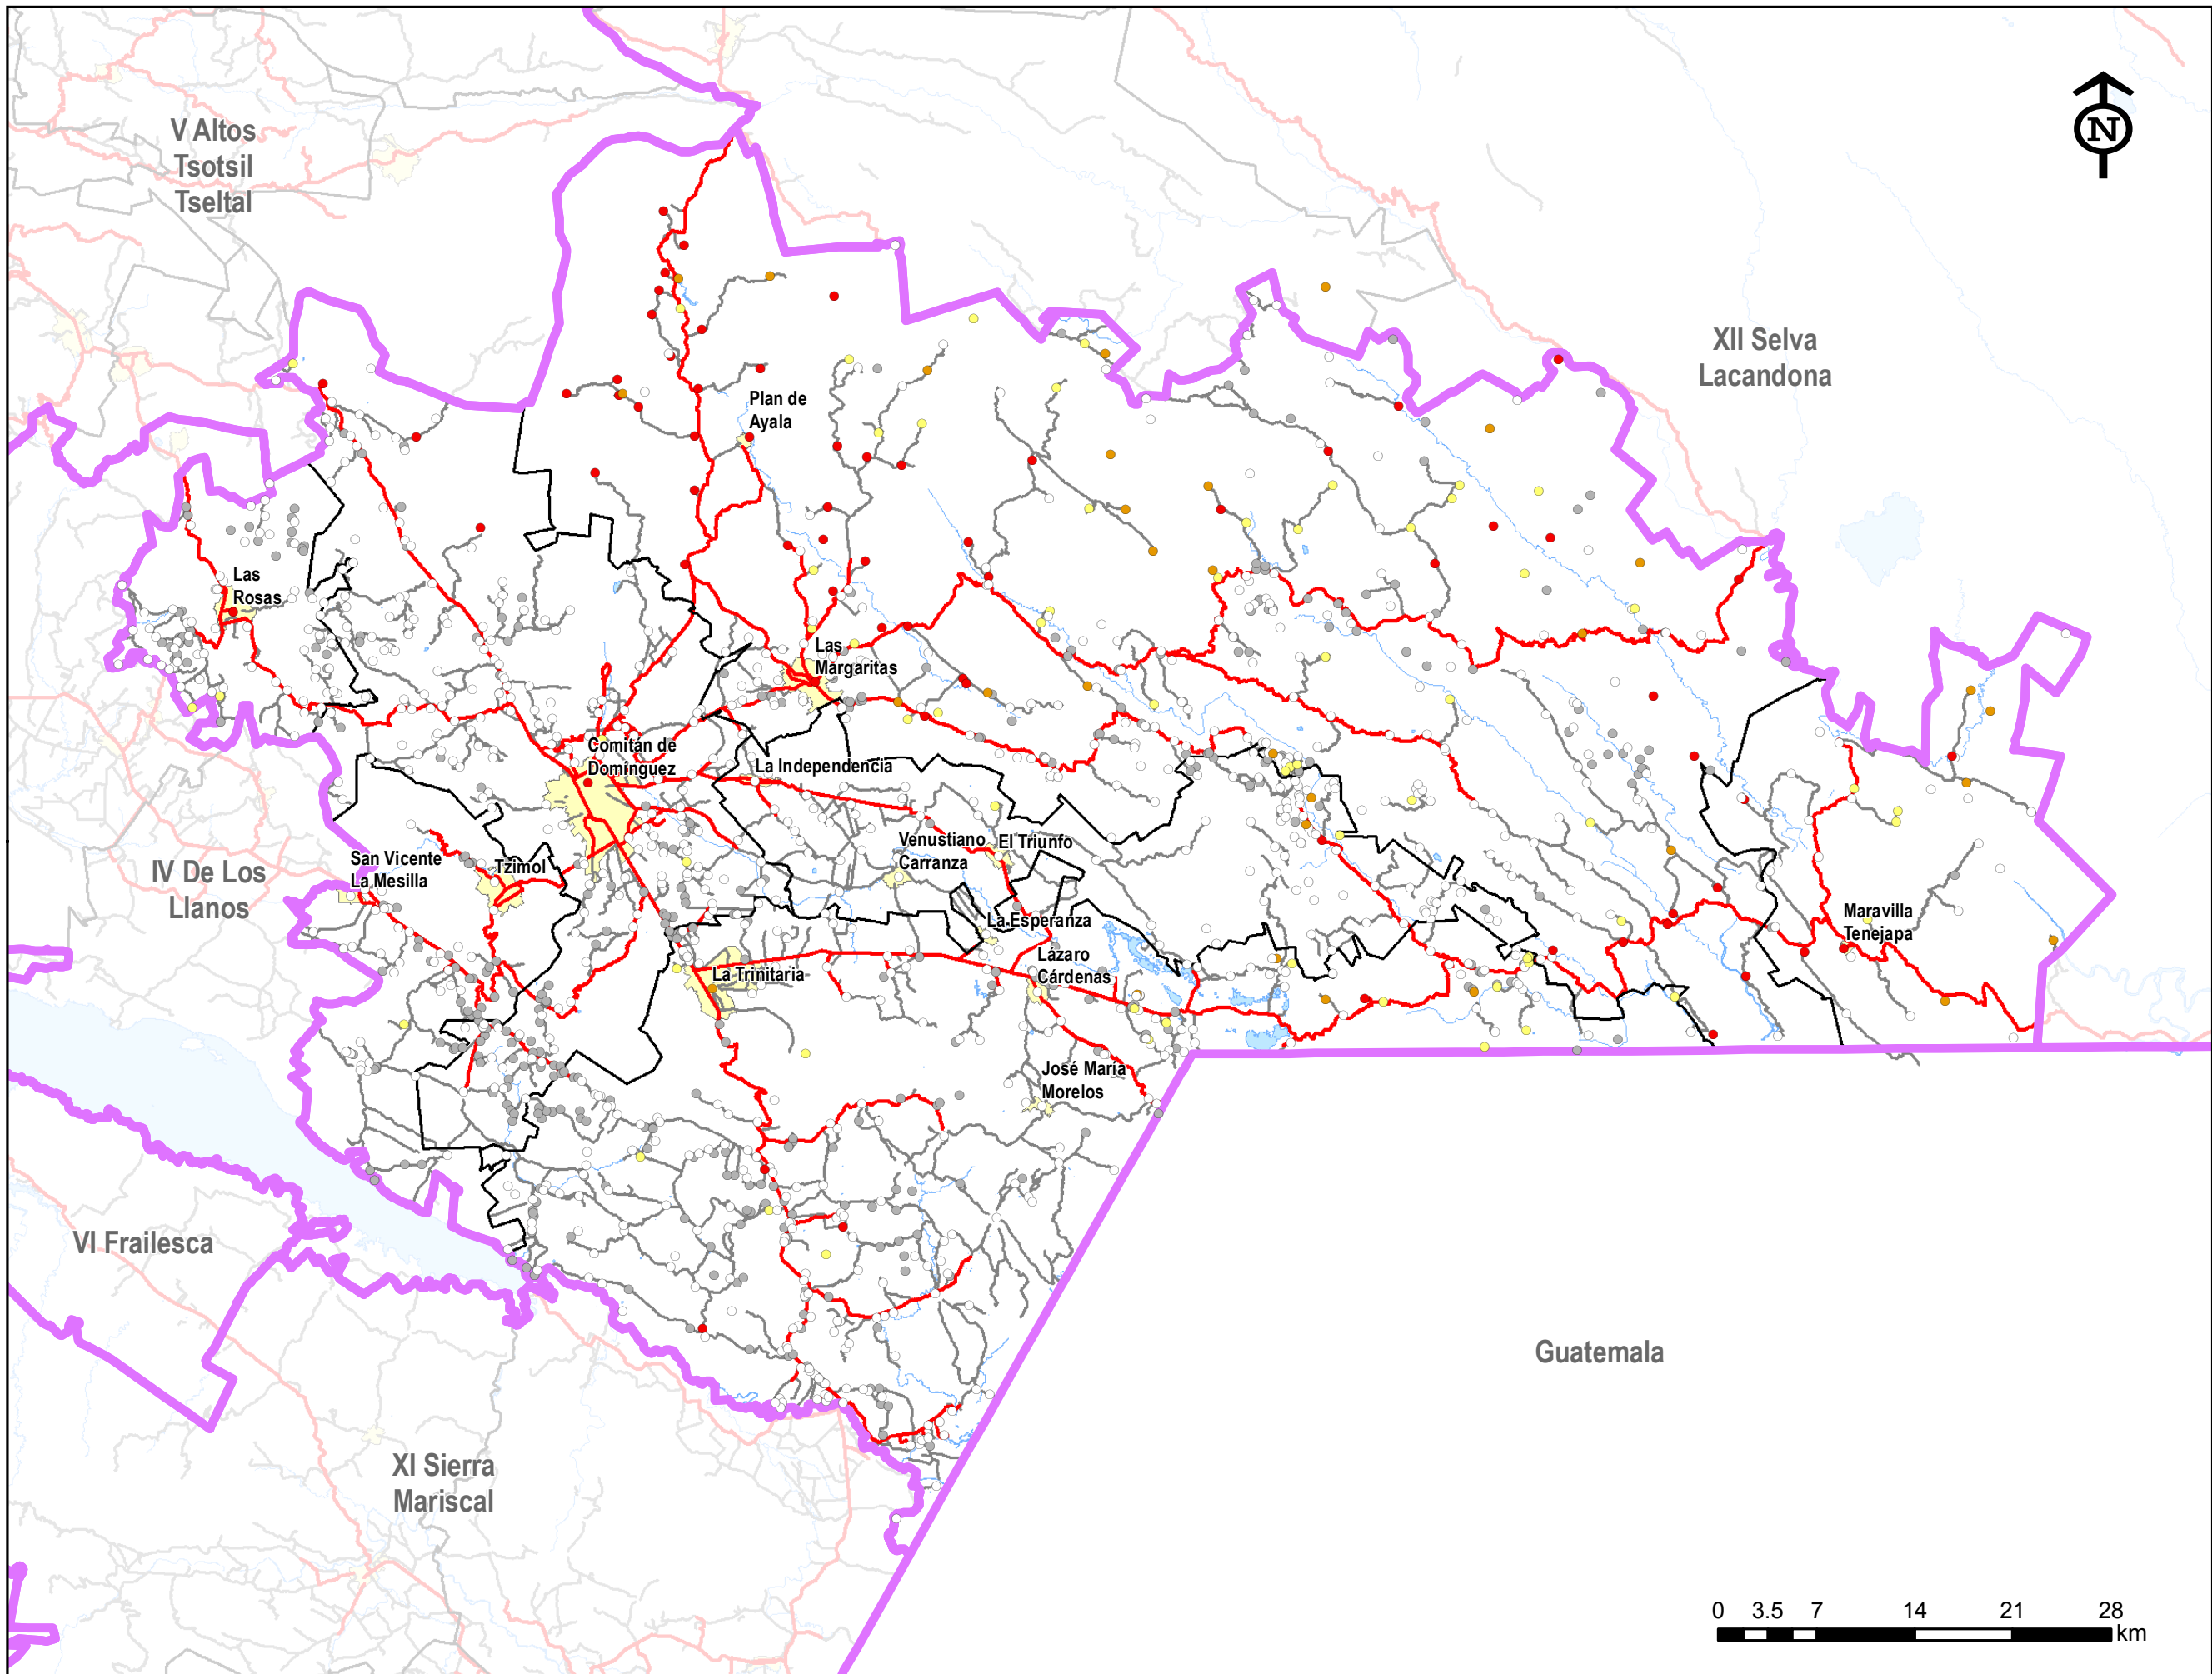 V Altos
Tsotsil
Tseltal
N
XII Selva
Lacandona
Plan de
Ayala
Las
Rosas
Las
Margaritas
Comitán de
Domínguez
La Independencia
Venustiano
Carranza
El Triunfo
San Vicente
La Mesilla
Tzimol
IV De Los
Llanos
La Esperanza
Maravilla
Tenejapa
Lázaro
Cárdenas
La Trinitaria
José María
Morelos
VI Frailesca
Guatemala
XI Sierra
Mariscal
0 3.5 7 14 21 28
km